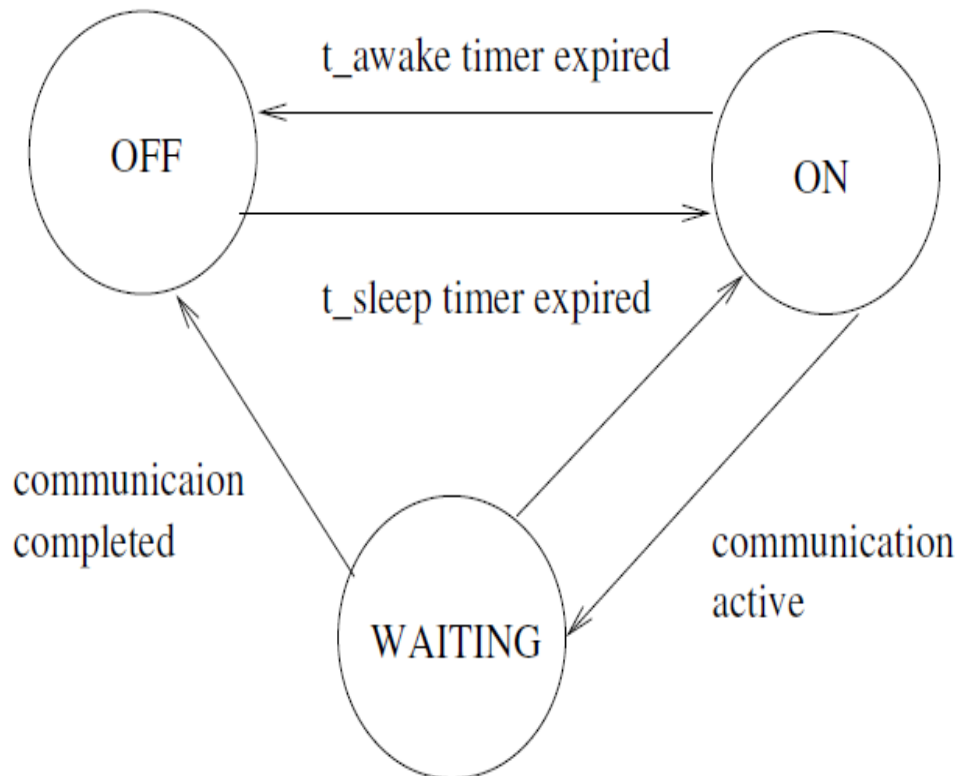 t_awake timer expired
OFF
ON
t_sleep timer expired
communicaion
completed
communication
active
WAITING